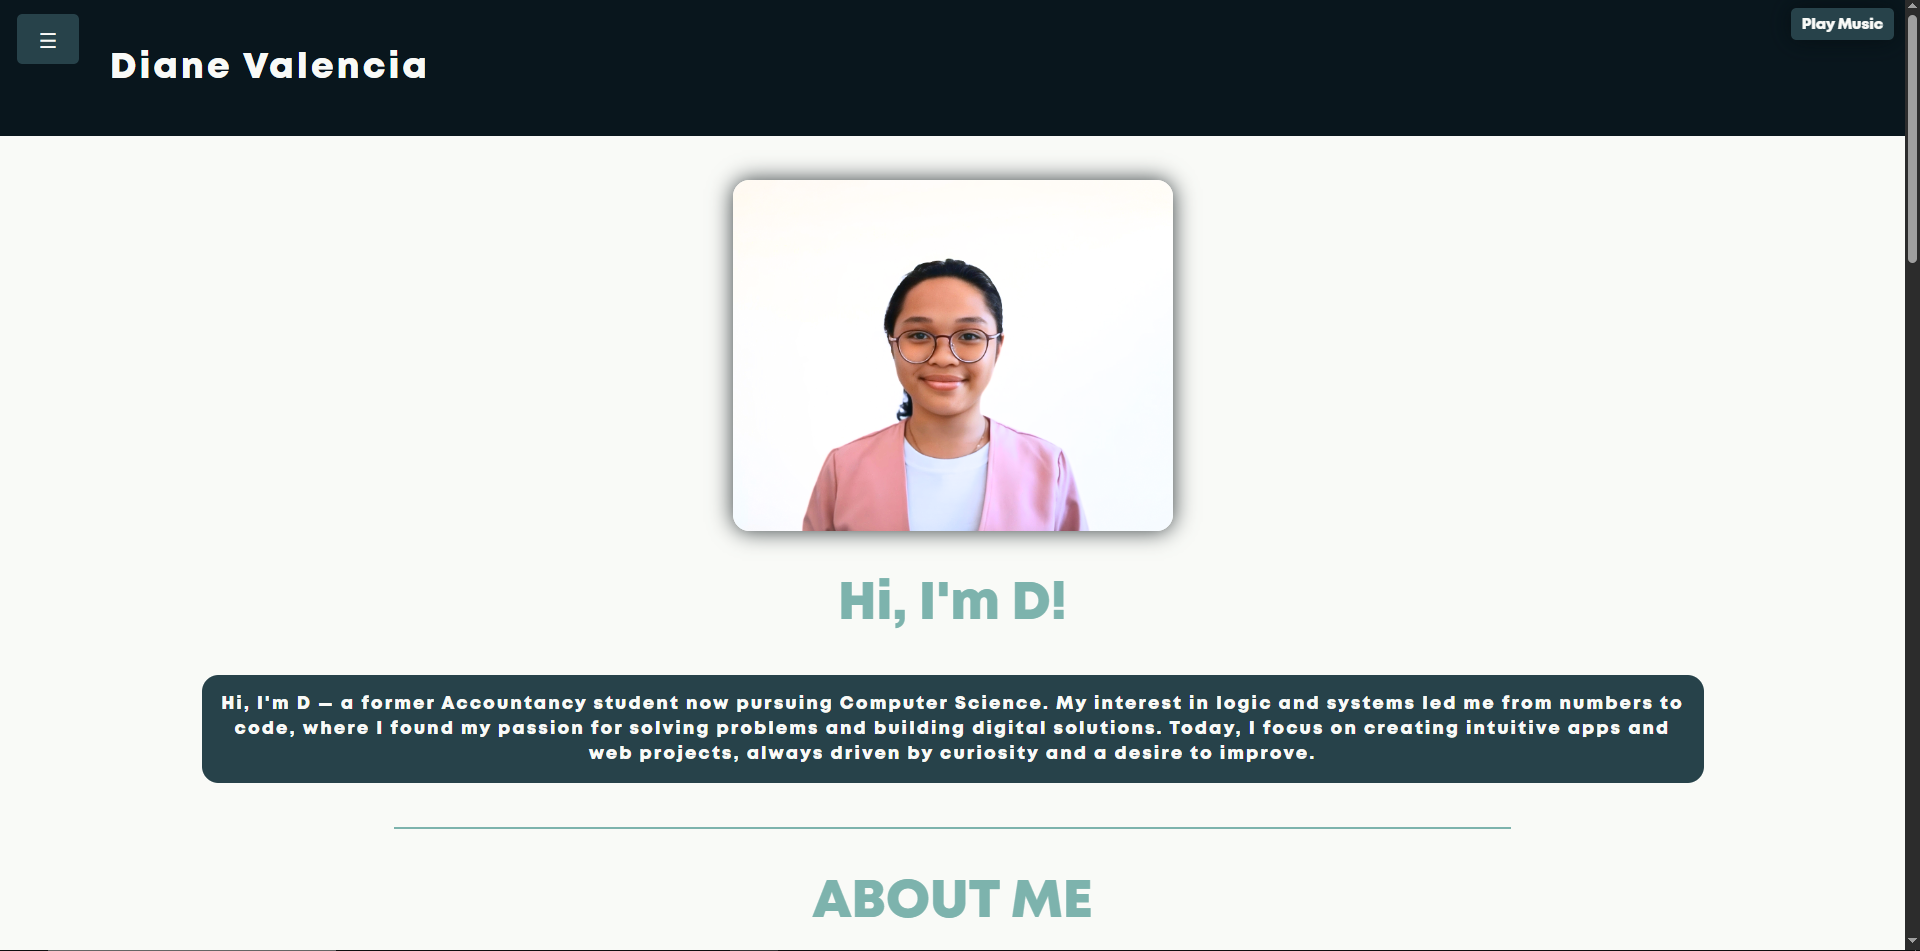 ☰
Diane Valencia
Play Music
Hi, I'm D!
Hi, I'm D – a former Accountancy student now pursuing Computer Science. My interest in logic and systems led me from numbers to
code, where I found my passion for solving problems and building digital solutions. Today, I focus on creating intuitive apps and
web projects, always driven by curiosity and a desire to improve.
ABOUT ME